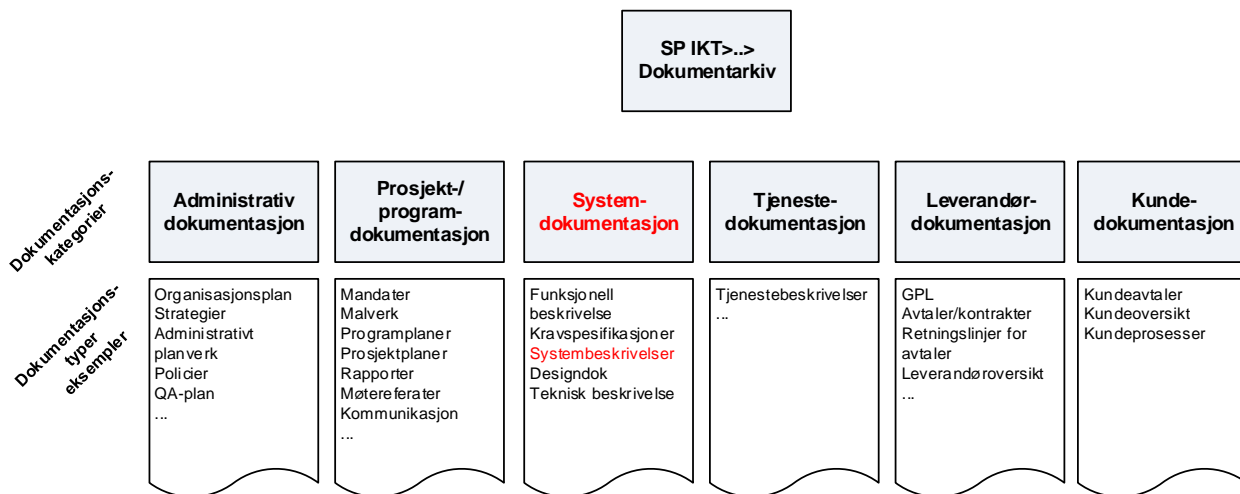 SP IKT>..>
Dokumentarkiv
Dokumentasjons-
kategorier
Administrativ
dokumentasjon
Prosjekt-/
program-
dokumentasjon
System-
dokumentasjon
Tjeneste-
dokumentasjon
Leverandør-
dokumentasjon
Kunde-
dokumentasjon
Dokumentasjons-
typer
eksempler
Organisasjonsplan
Strategier
Administrativt
planverk
Policier
QA-plan
...
Mandater
Malverk
Programplaner
Prosjektplaner
Rapporter
Møtereferater
Kommunikasjon
...
Funksjonell
beskrivelse
Kravspesifikasjoner
Systembeskrivelser
Designdok
Teknisk beskrivelse
Tjenestebeskrivelser
...
GPL
Avtaler/kontrakter
Retningslinjer for
avtaler
Leverandøroversikt
...
Kundeavtaler
Kundeoversikt
Kundeprosesser